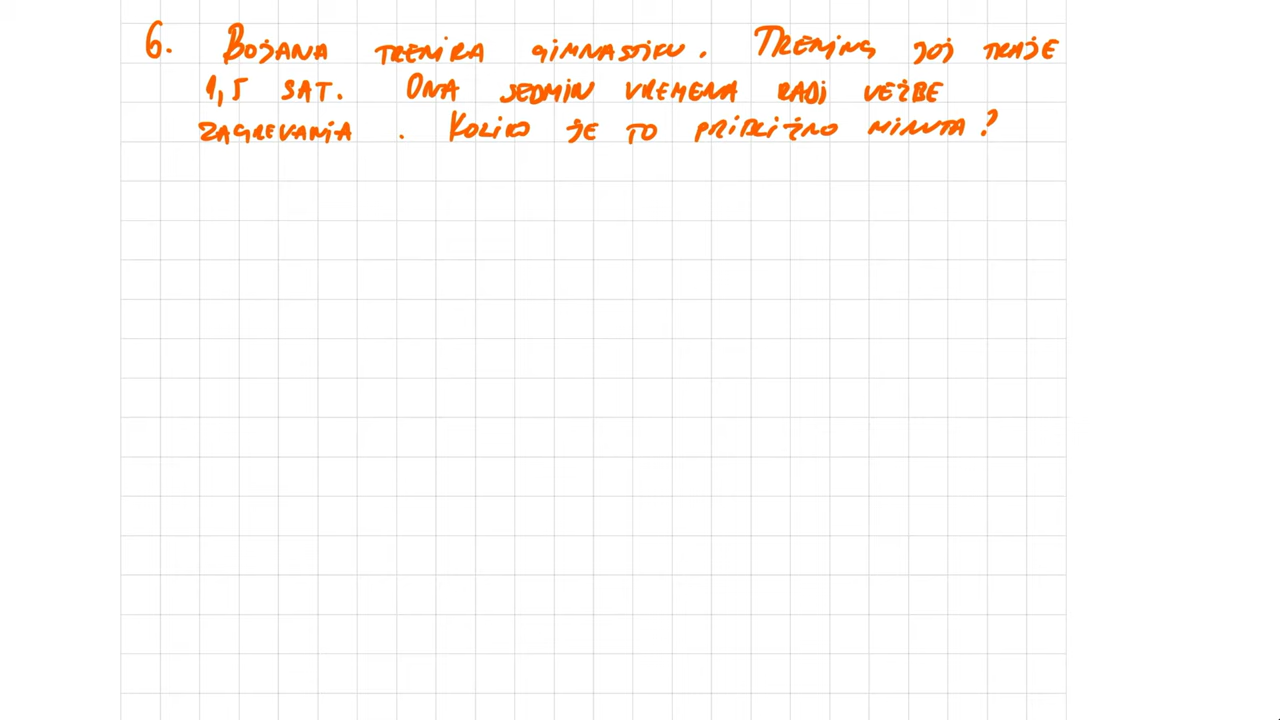 6. Bojana trenira gimnastiku. Trening joj traje
1,5 sat. Ona sedmin vremena radi vežbe
zagrevanja. Koliko je to približno minuta?